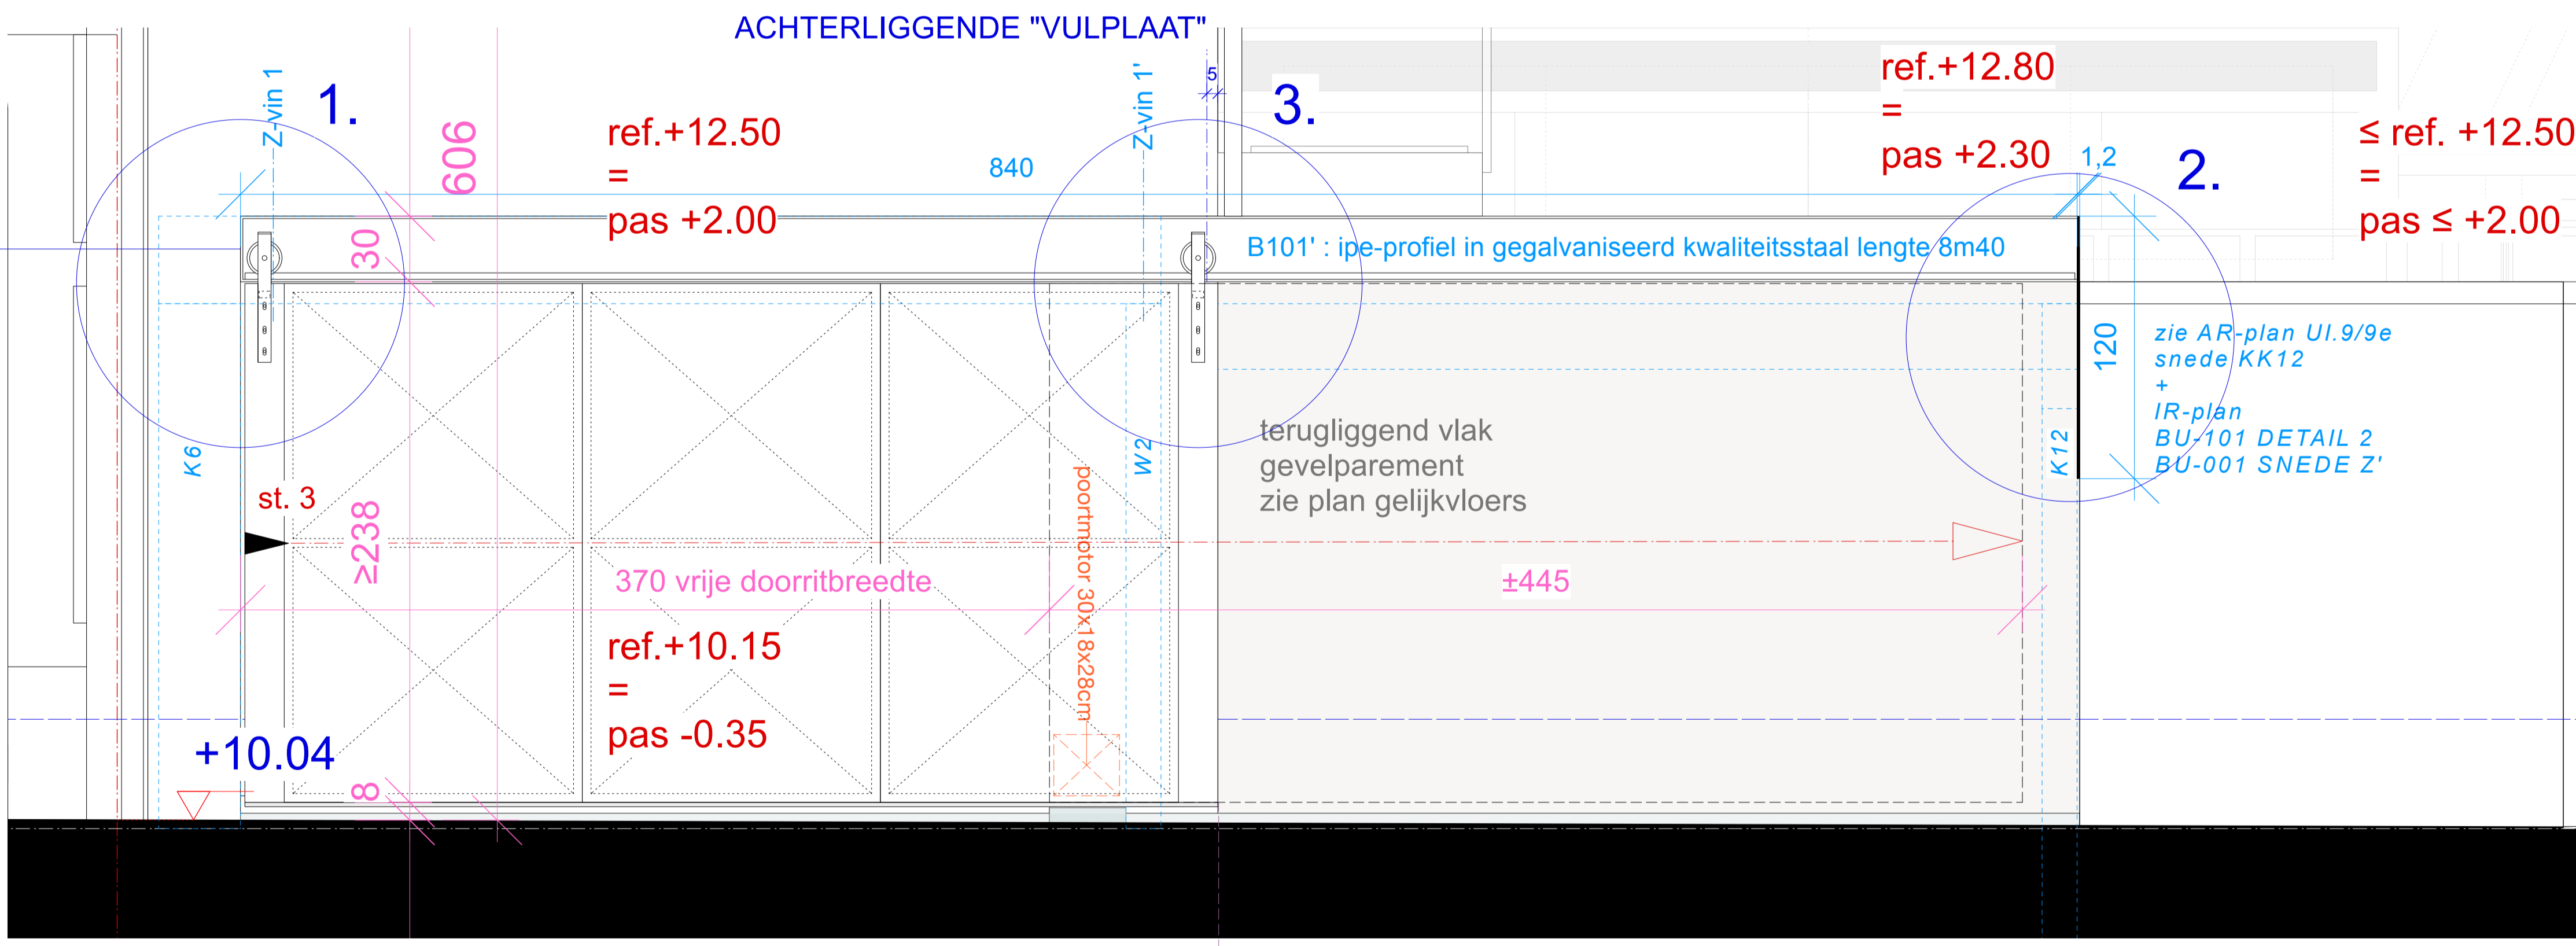 ACHTERLIGGENDE "VULPLAAT"
Z-vin 1
1.
606
ref.+12.50
=
pas +2.00
840
Z-vin 1'
5
3.
ref.+12.80
=
pas +2.30
1,2
2.
≤ ref. +12.50
=
pas ≤ +2.00
30
B101' : ipe-profiel in gegalvaniseerd kwaliteitsstaal lengte 8m40
120
zie AR-plan UI.9/9e
snede KK12
+
IR-plan
BU-101 DETAIL 2
BU-001 SNEDE Z'
K6
W2
K12
terugliggend vlak
gevelparement
zie plan gelijkvloers
st. 3
≥238
370 vrije doorritbreedte
poortmotor 30x18x28cm
±445
ref.+10.15
=
pas -0.35
+10.04
8